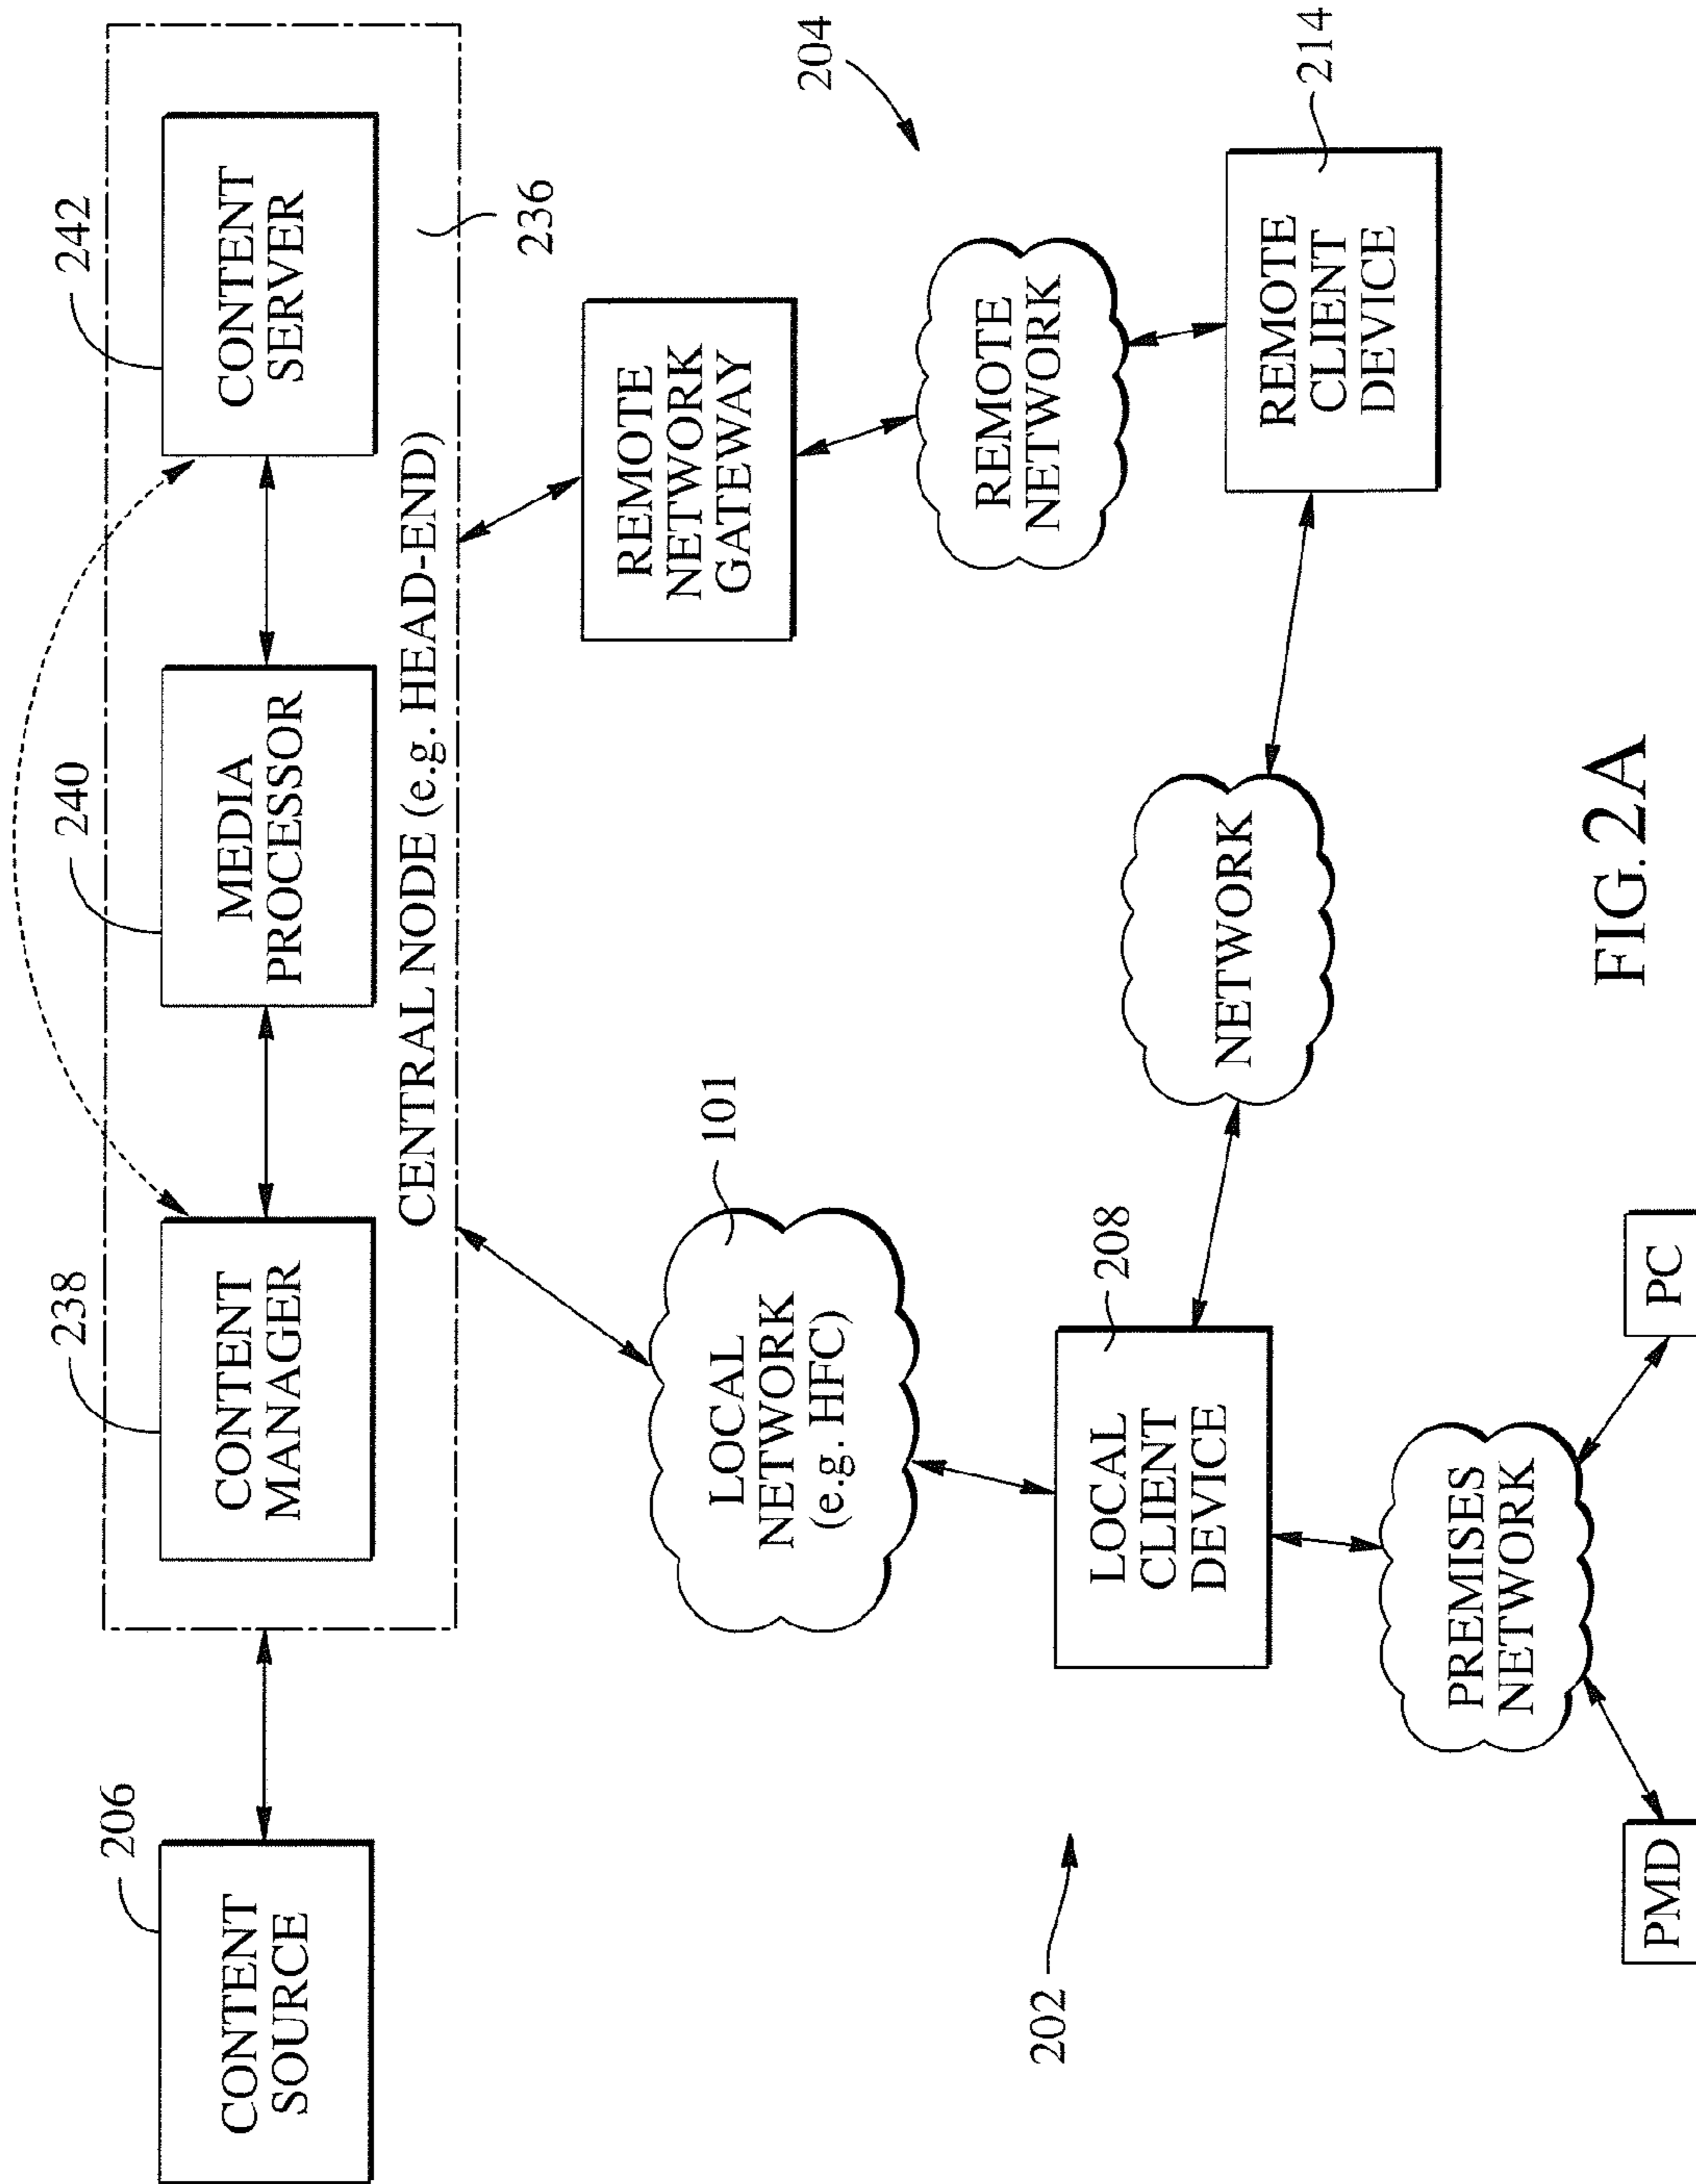 206
CONTENT
SOURCE
238
CONTENT
MANAGER
240
MEDIA
PROCESSOR
242
CONTENT
SERVER
CENTRAL NODE (e.g. HEAD-END)
236
101
LOCAL
NETWORK
(e.g. HFC)
REMOTE
NETWORK
GATEWAY
204
REMOTE
NETWORK
202
208
LOCAL
CLIENT
DEVICE
NETWORK
REMOTE
CLIENT
DEVICE
214
PREMISES
NETWORK
PMD
PC
FIG.2A